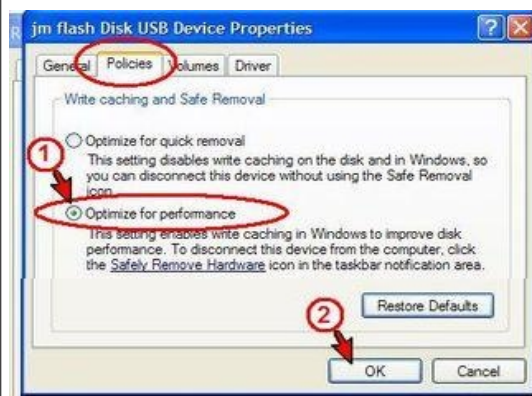 jm flash Disk USB Device Properties
General Policies Volumes Driver
Write caching and Safe Removal
Optimize for quick removal
This setting disables write caching on the disk and in Windows, so
you can disconnect this device without using the Safe Removal
icon.
1
Optimize for performance
This setting enables write caching in Windows to improve disk
performance. To disconnect this device from the computer, click
the Safely Remove Hardware icon in the taskbar notification area.
Restore Defaults
2
OK Cancel